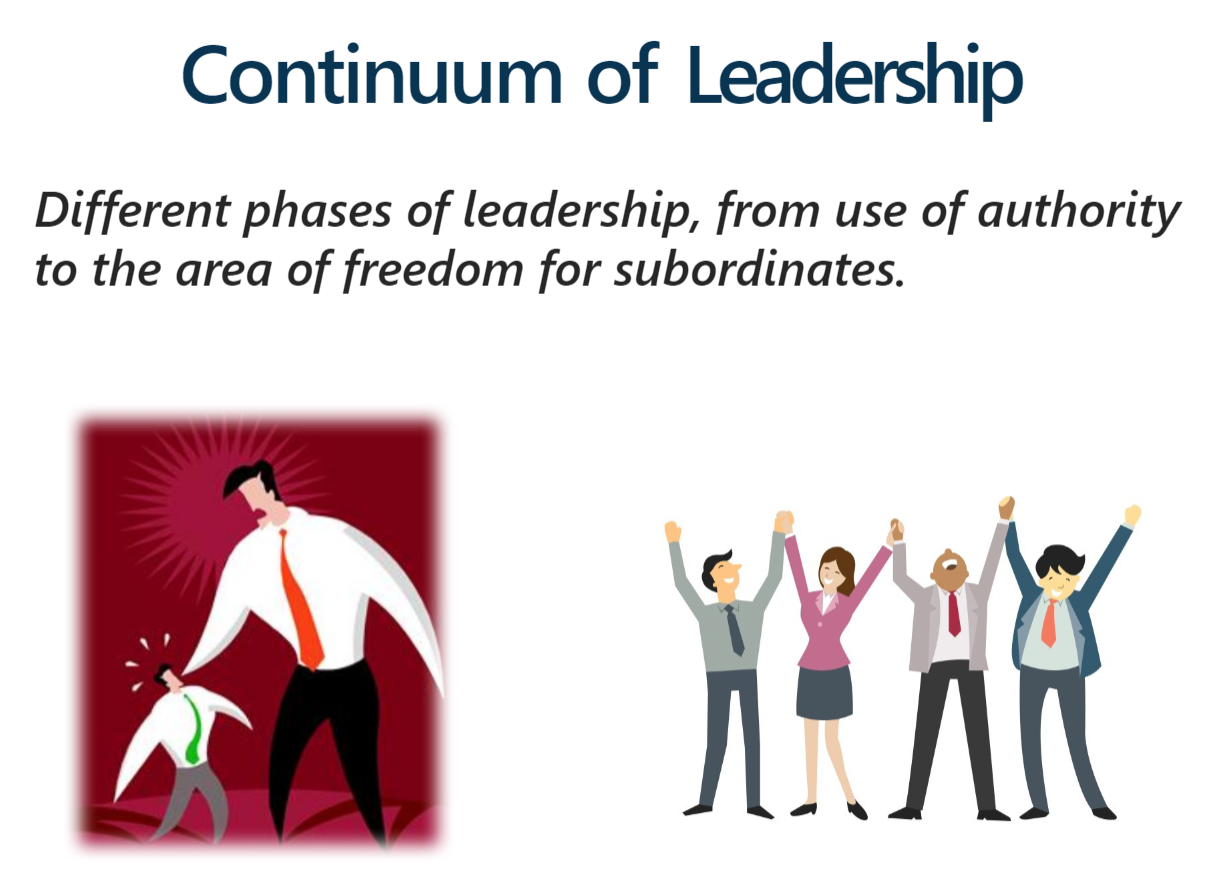 Continuum of Leadership
Different phases of leadership, from use of authority
to the area of freedom for subordinates.